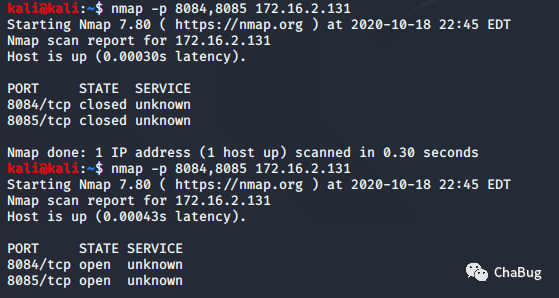 kali@kali:~$ nmap -p 8084,8085 172.16.2.131
Starting Nmap 7.80 ( https://nmap.org ) at 2020-10-18 22:45 EDT
Nmap scan report for 172.16.2.131
Host is up (0.00030s latency).
PORT     STATE  SERVICE
8084/tcp closed unknown
8085/tcp closed unknown
Nmap done: 1 IP address (1 host up) scanned in 0.30 seconds
kali@kali:~$ nmap -p 8084,8085 172.16.2.131
Starting Nmap 7.80 ( https://nmap.org ) at 2020-10-18 22:45 EDT
Nmap scan report for 172.16.2.131
Host is up (0.00043s latency).
PORT     STATE SERVICE
8084/tcp open  unknown
8085/tcp open  unknown
ChaBug